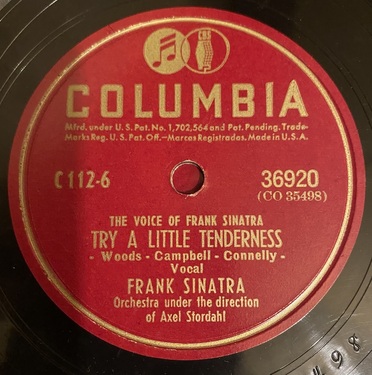 CBS
COLUMBIA
Mfrd. under U.S. Pat. No. 1,702,564 and Pat. Pending. Trade-
Marks Reg. U.S. Pat. Off.—Marcas Registradas. Made in U.S.A.
C112-6 36920
(CO 35498)
THE VOICE OF FRANK SINATRA
TRY A LITTLE TENDERNESS
- Woods - Campbell - Connelly -
Vocal
FRANK SINATRA
Orchestra under the direction
of Axel Stordahl
98